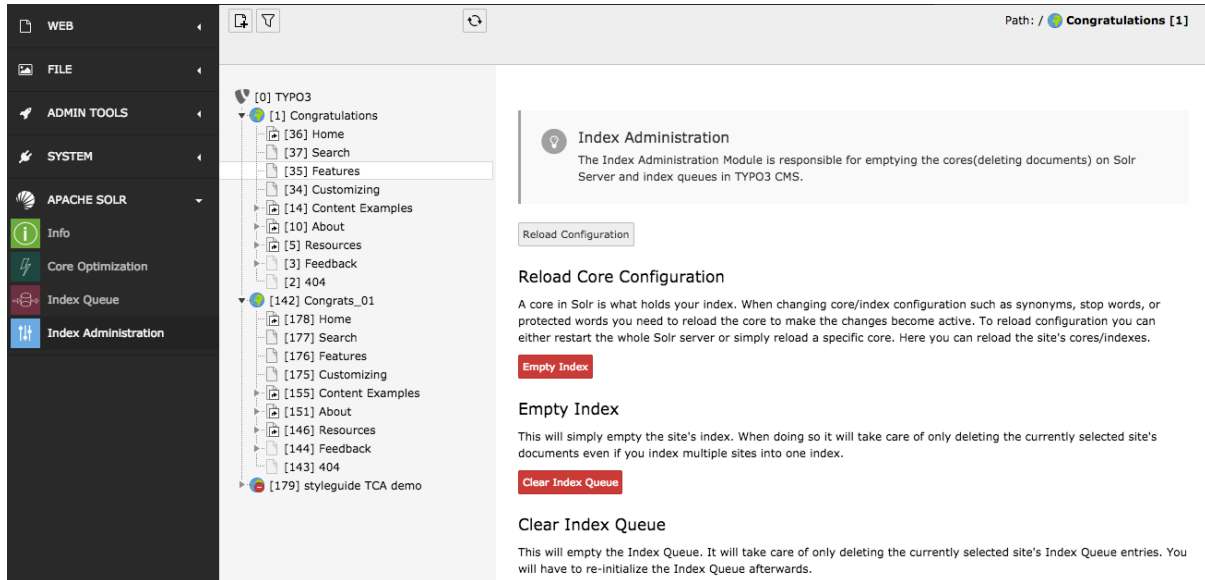 WEB
FILE
ADMIN TOOLS
SYSTEM
APACHE SOLR
Info
Core Optimization
Index Queue
Index Administration
[0] TYPO3
[1] Congratulations
[36] Home
[37] Search
[35] Features
[34] Customizing
[14] Content Examples
[10] About
[5] Resources
[3] Feedback
[2] 404
[142] Congrats_01
[178] Home
[177] Search
[176] Features
[175] Customizing
[155] Content Examples
[151] About
[146] Resources
[144] Feedback
[143] 404
[179] styleguide TCA demo
Path: / Congratulations [1]
Index Administration
The Index Administration Module is responsible for emptying the cores(deleting documents) on Solr
Server and index queues in TYPO3 CMS.
Reload Configuration
Reload Core Configuration
A core in Solr is what holds your index. When changing core/index configuration such as synonyms, stop words, or
protected words you need to reload the core to make the changes become active. To reload configuration you can
either restart the whole Solr server or simply reload a specific core. Here you can reload the site's cores/indexes.
Empty Index
Empty Index
This will simply empty the site's index. When doing so it will take care of only deleting the currently selected site's
documents even if you index multiple sites into one index.
Clear Index Queue
Clear Index Queue
This will empty the Index Queue. It will take care of only deleting the currently selected site's Index Queue entries. You
will have to re-initialize the Index Queue afterwards.